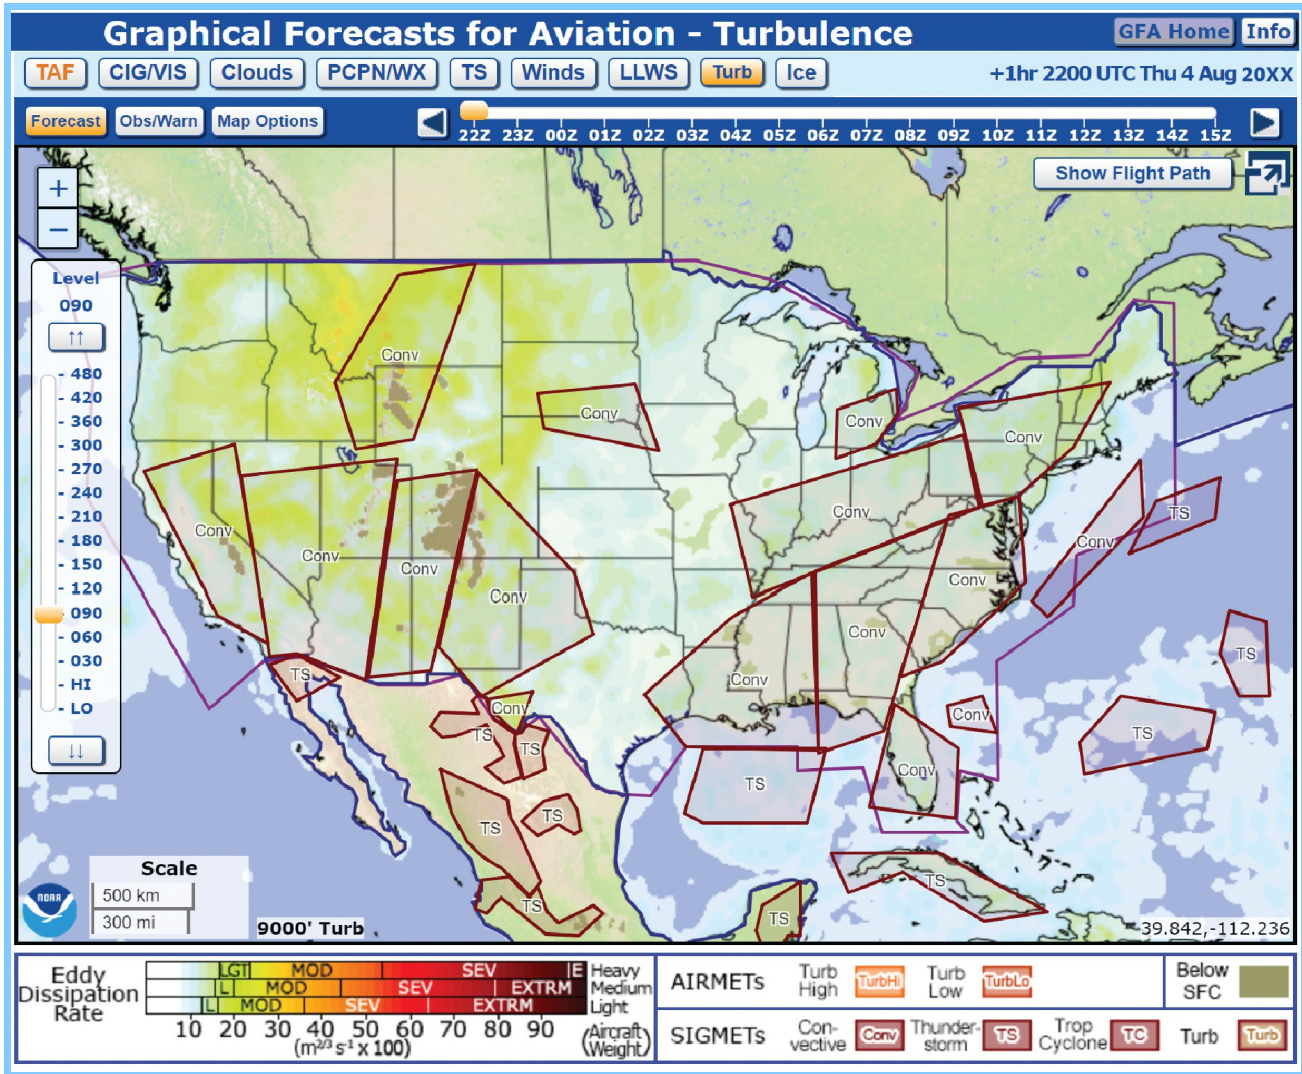 Graphical Forecasts for Aviation - Turbulence
GFA Home Info
TAF CIG/VIS Clouds PCPN/WX TS Winds LLWS Turb Ice
+1hr 2200 UTC Thu 4 Aug 20XX
Forecast Obs/Warn Map Options
22Z 23Z 00Z 01Z 02Z 03Z 04Z 05Z 06Z 07Z 08Z 09Z 10Z 11Z 12Z 13Z 14Z 15Z
Show Flight Path
+
−
Level
090
↑↑
- 480
- 420
- 360
- 300
- 270
- 240
- 210
- 180
- 150
- 120
- 090
- 060
- 030
- HI
- LO
↓↓
Conv
Conv
Conv
Conv
Conv
Conv
TS
Conv
Conv
Conv
Conv
Conv
Conv
Conv
TS
TS
Conv
Conv
Conv
TS
TS
TS
Conv
TS
TS
TS
TS
TS
TS
Scale
500 km
300 mi
NOAA
9000' Turb
39.842,-112.236
Eddy
Dissipation
Rate
LGT MOD SEV E Heavy
L MOD SEV EXTRM Medium
L MOD SEV EXTRM Light
10 20 30 40 50 60 70 80 90
(m2/3 s-1 x 100)
(Aircraft
Weight)
AIRMETs
Turb
High
TurbHi
Turb
Low
TurbLo
Below
SFC
SIGMETs
Con-
vective
Conv
Thunder-
storm
TS
Trop
Cyclone
TC
Turb
Turb